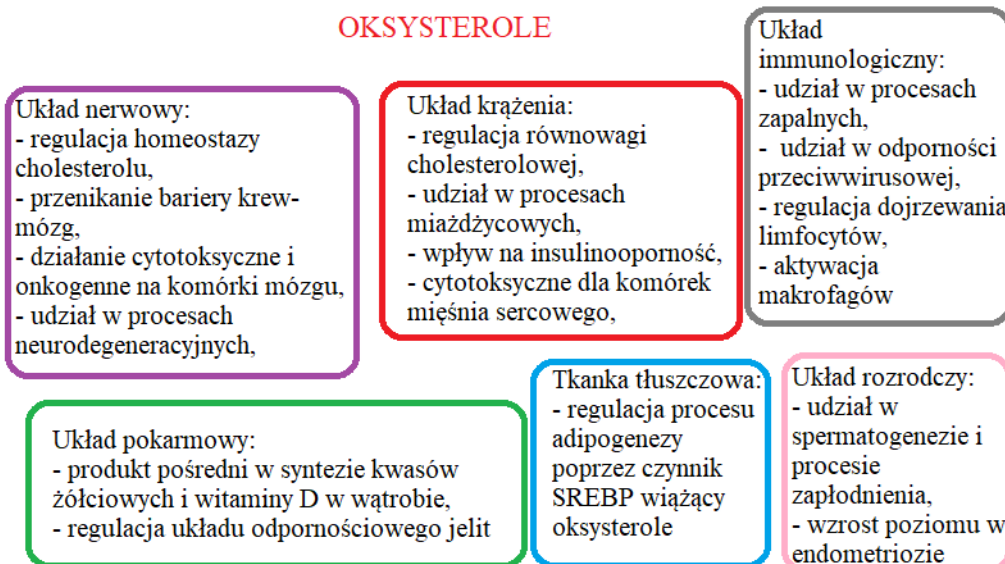 OKSYSTEROLE
Układ nerwowy:
- regulacja homeostazy
cholesterolu,
- przenikanie bariery krew-
mózg,
- działanie cytotoksyczne i
onkogenne na komórki mózgu,
- udział w procesach
neurodegeneracyjnych,
Układ krążenia:
- regulacja równowagi
cholesterolowej,
- udział w procesach
miażdżycowych,
- wpływ na insulinooporność,
- cytotoksyczne dla komórek
mięśnia sercowego,
Układ
immunologiczny:
- udział w procesach
zapalnych,
- udział w odporności
przeciwwirusowej,
- regulacja dojrzewania
limfocytów,
- aktywacja
makrofagów
Układ pokarmowy:
- produkt pośredni w syntezie kwasów
żółciowych i witaminy D w wątrobie,
- regulacja układu odpornościowego jelit
Tkanka tłuszczowa:
- regulacja procesu
adipogenezy
poprzez czynnik
SREBP wiążący
oksysterole
Układ rozrodczy:
- udział w
spermatogenezie i
procesie
zapłodnienia,
- wzrost poziomu w
endometriozie